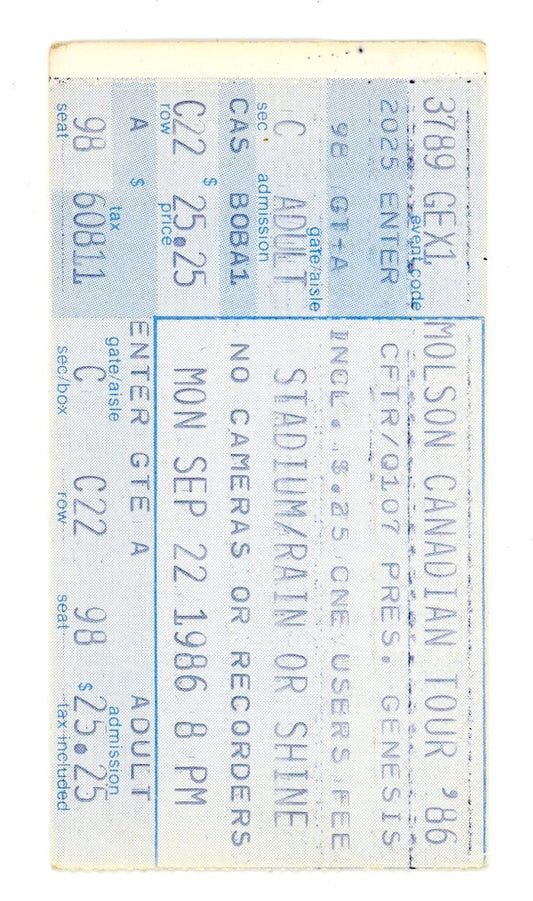 3789 GEX1
event code
2025 ENTER
98 GT-A
gate/aisle
C ADULT
sec admission
CAS BOBA1
C22 $ 25.25
row price
A $
tax
98 60811
seat
MOLSON CANADIAN TOUR '86
CFTR/Q107 PRES. GENESIS
INCL. $.25 CNE USERS FEE
STADIUM/RAIN OR SHINE
NO CAMERAS OR RECORDERS
MON SEP 22 1986 8 PM
ENTER GTE A ADULT
gate/aisle admission
C C22 98 $ 25.25
sec/box row seat tax included